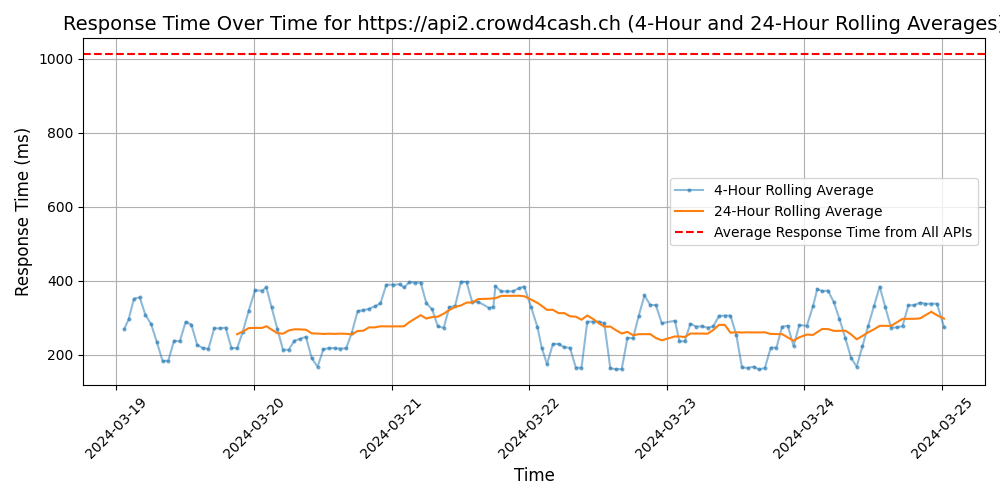 Response Time Over Time for https://api2.crowd4cash.ch (4-Hour and 24-Hour Rolling Averages)
Response Time (ms)
1000
800
600
400
200
4-Hour Rolling Average
24-Hour Rolling Average
Average Response Time from All APIs
2024-03-19
2024-03-20
2024-03-21
2024-03-22
2024-03-23
2024-03-24
2024-03-25
Time